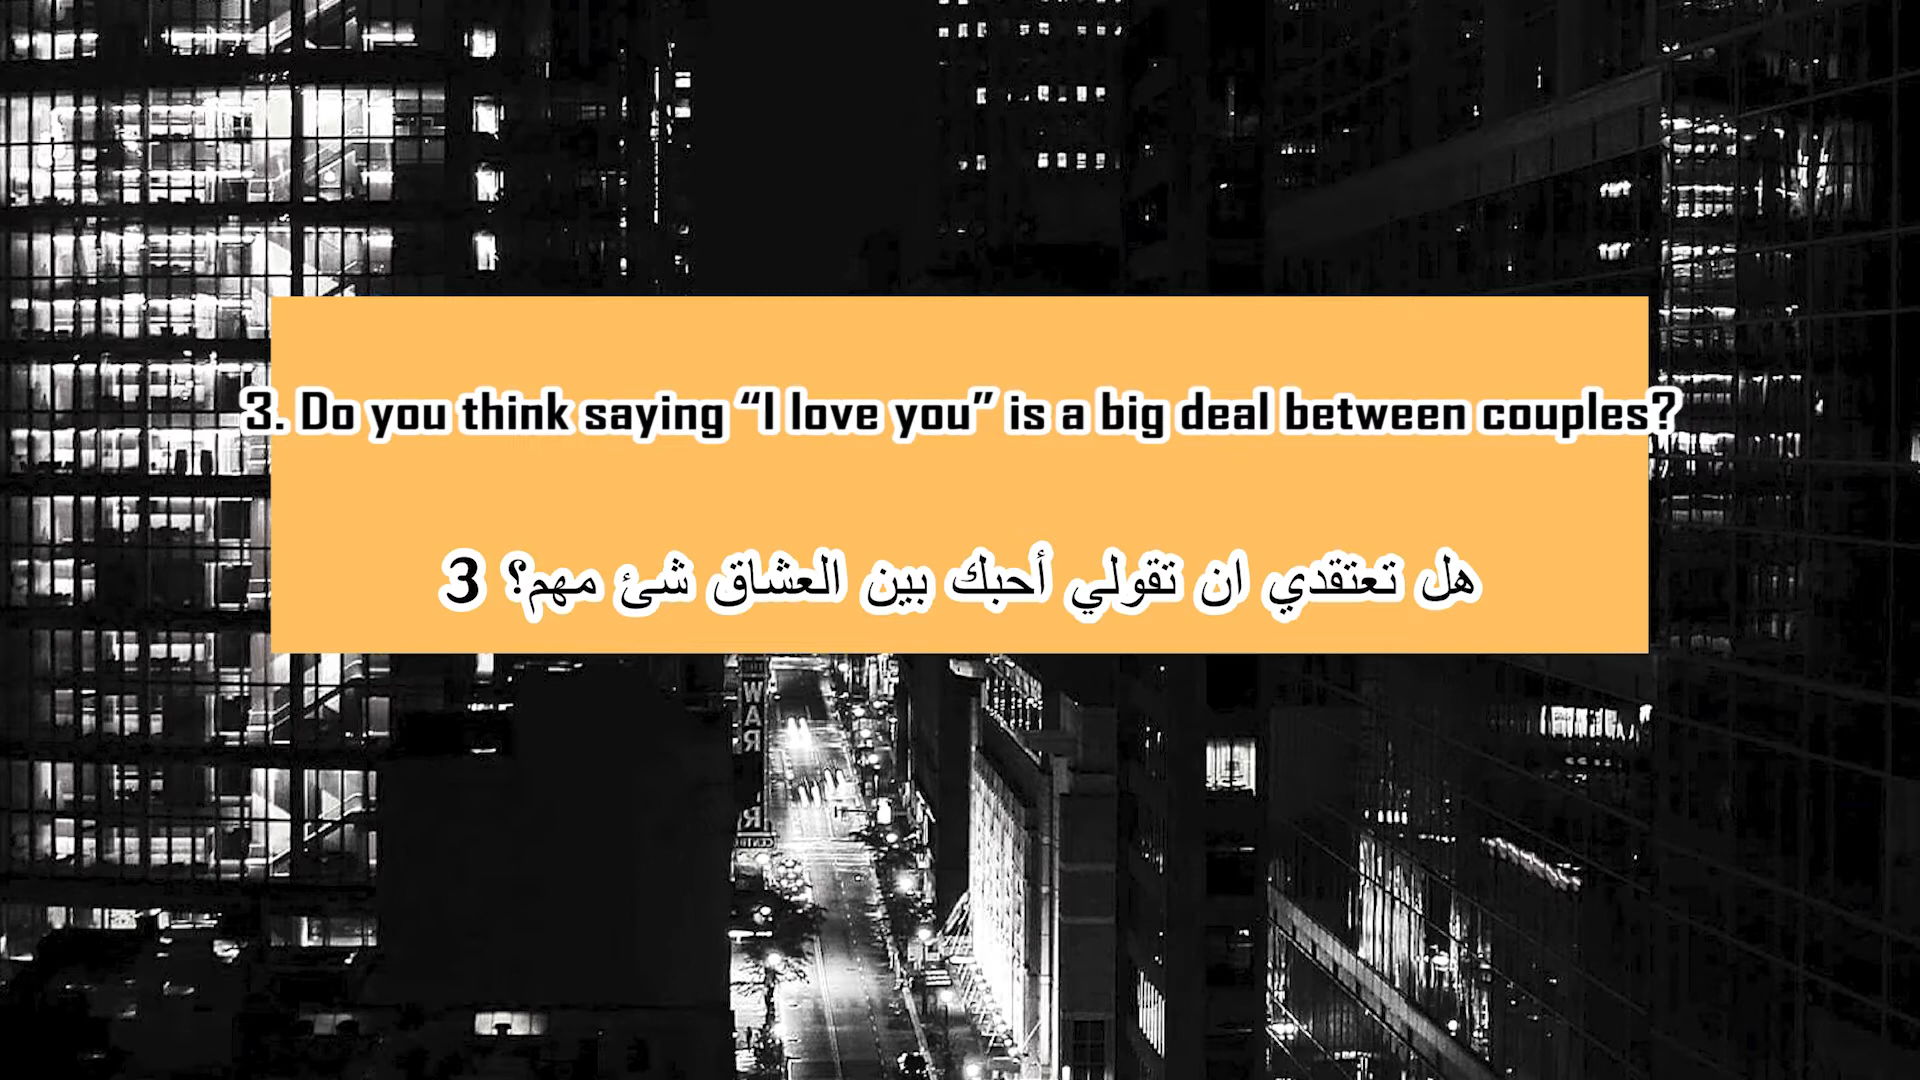 3. Do you think saying “I love you” is a big deal between couples?
هل تعتقدي ان تقولي أحبك بين العشاق شئ مهم؟ 3
WAR